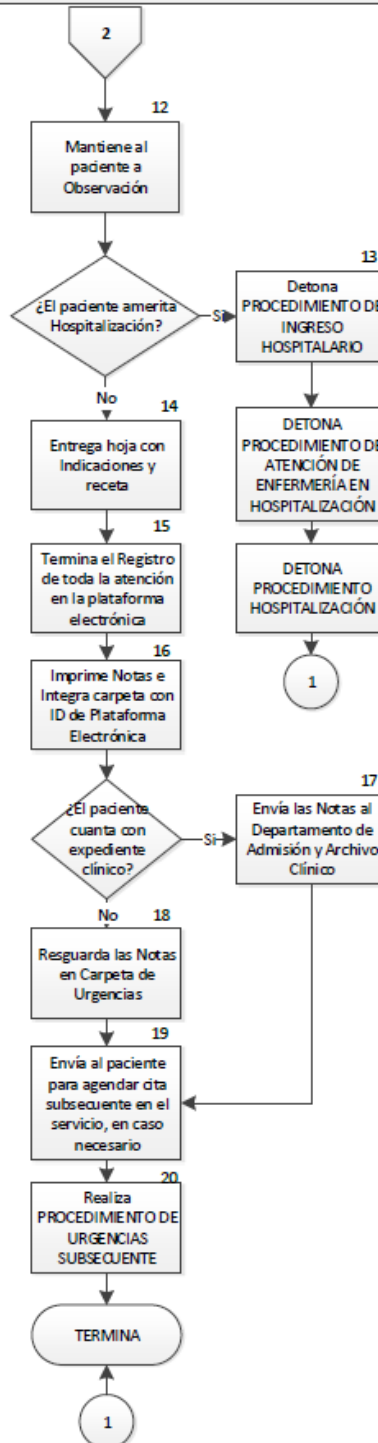 2
12
Mantiene al
paciente a
Observación
¿El paciente amerita
Hospitalización?
Si
13
Detona
PROCEDIMIENTO DE
INGRESO
HOSPITALARIO
No
14
Entrega hoja con
Indicaciones y
receta
DETONA
PROCEDIMIENTO DE
ATENCIÓN DE
ENFERMERÍA EN
HOSPITALIZACIÓN
15
Termina el Registro
de toda la atención
en la plataforma
electrónica
DETONA
PROCEDIMIENTO
HOSPITALIZACIÓN
16
Imprime Notas e
Integra carpeta con
ID de Plataforma
Electrónica
1
¿El paciente
cuanta con
expediente
clínico?
Si
17
Envía las Notas al
Departamento de
Admisión y Archivo
Clínico
No
18
Resguarda las Notas
en Carpeta de
Urgencias
19
Envía al paciente
para agendar cita
subsecuente en el
servicio, en caso
necesario
20
Realiza
PROCEDIMIENTO DE
URGENCIAS
SUBSECUENTE
TERMINA
1